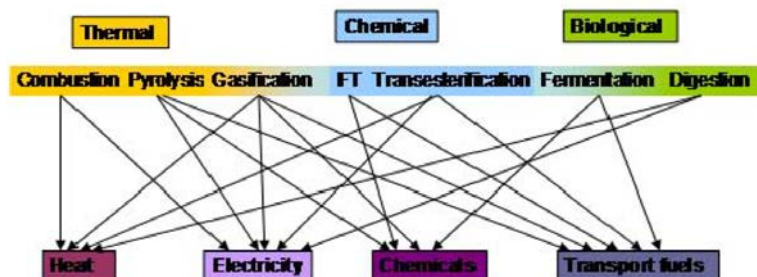 Thermal Chemical Biological
Combustion Pyrolysis Gasification FT Transesterification Fermentation Digestion
Heat Electricity Chemicals Transport fuels